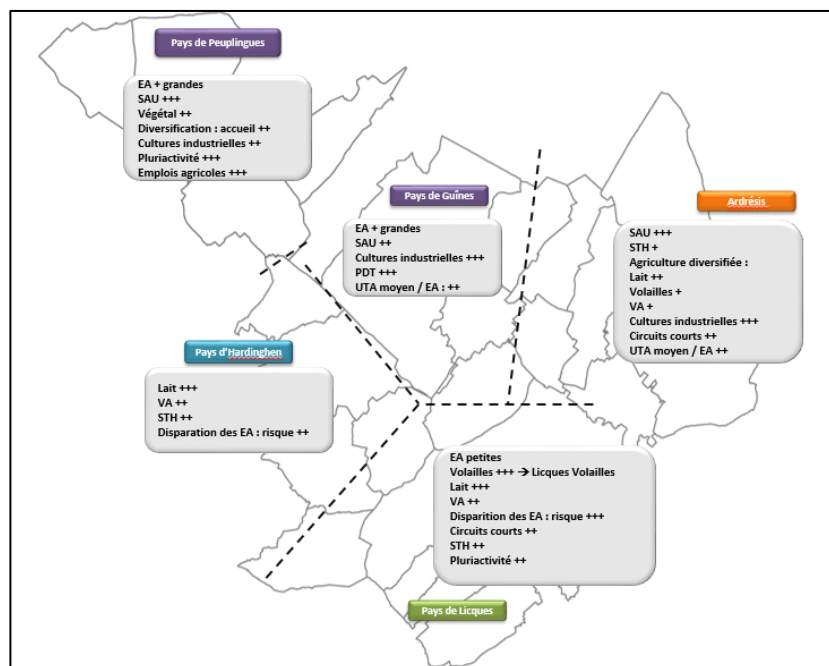 Pays de Peuplingues
EA + grandes
SAU +++
Végétal ++
Diversification : accueil ++
Cultures industrielles ++
Pluriactivité +++
Emplois agricoles +++
Pays de Guînes
EA + grandes
SAU ++
Cultures industrielles +++
PDT +++
UTA moyen / EA : ++
Ardrésis
SAU +++
STH +
Agriculture diversifiée :
Lait ++
Volailles +
VA +
Cultures industrielles +++
Circuits courts ++
UTA moyen / EA ++
Pays d'Hardinghen
Lait +++
VA ++
STH ++
Disparation des EA : risque ++
EA petites
Volailles +++ → Licques Volailles
Lait +++
VA ++
Disparition des EA : risque +++
Circuits courts ++
STH ++
Pluriactivité ++
Pays de Licques